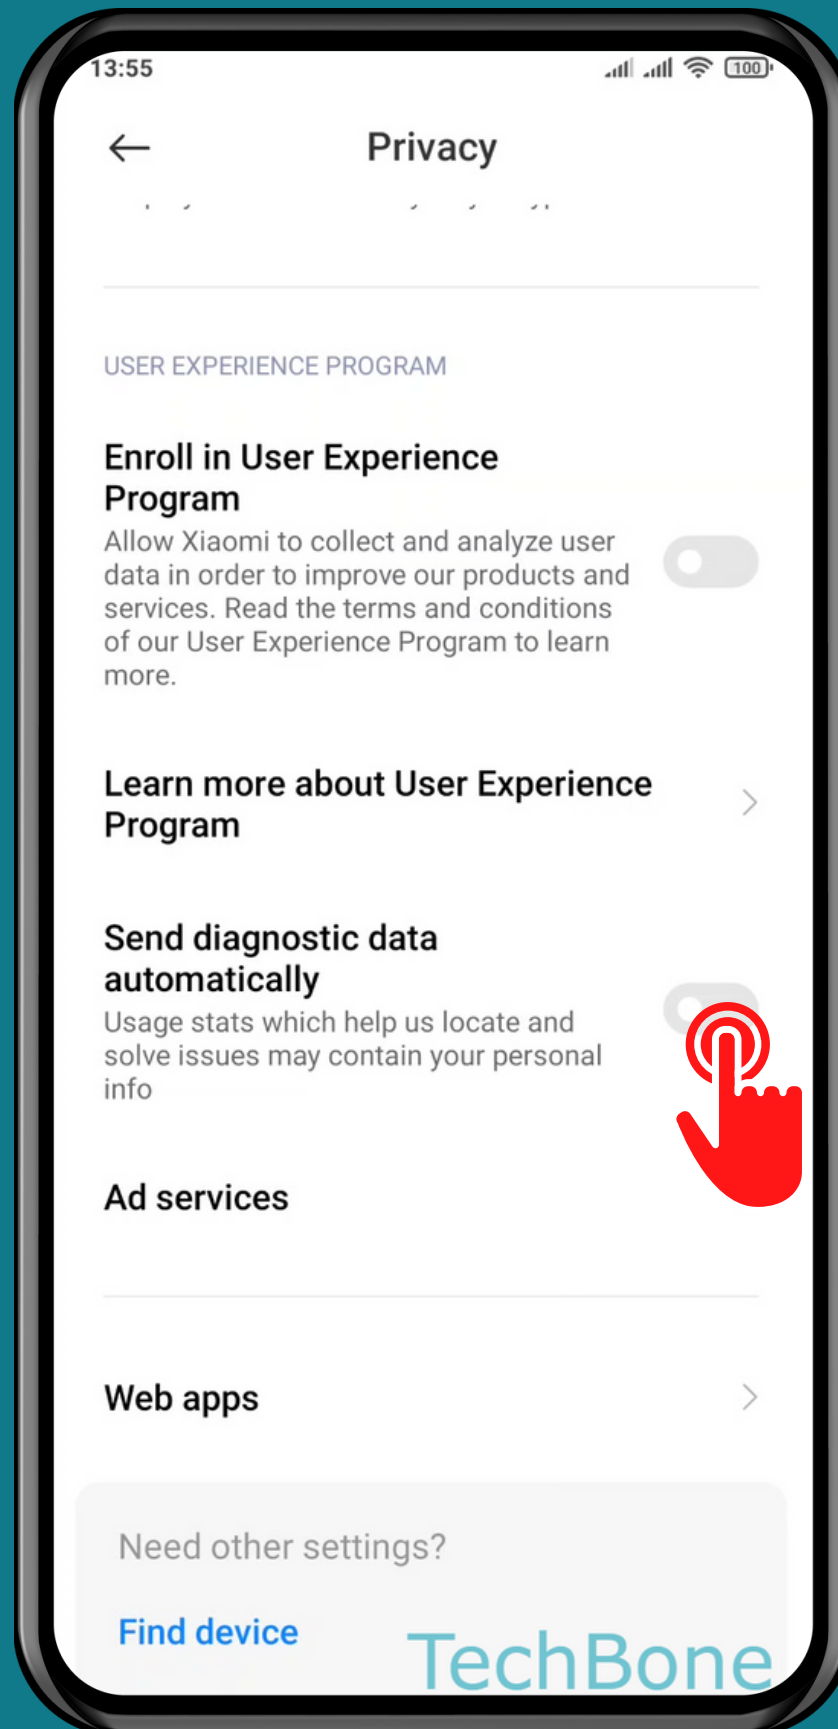 13:55
100
Privacy
USER EXPERIENCE PROGRAM
Enroll in User Experience
Program
Allow Xiaomi to collect and analyze user
data in order to improve our products and
services. Read the terms and conditions
of our User Experience Program to learn
more.
Learn more about User Experience
Program
Send diagnostic data
automatically
Usage stats which help us locate and
solve issues may contain your personal
info
Ad services
Web apps
Need other settings?
Find device
TechBone